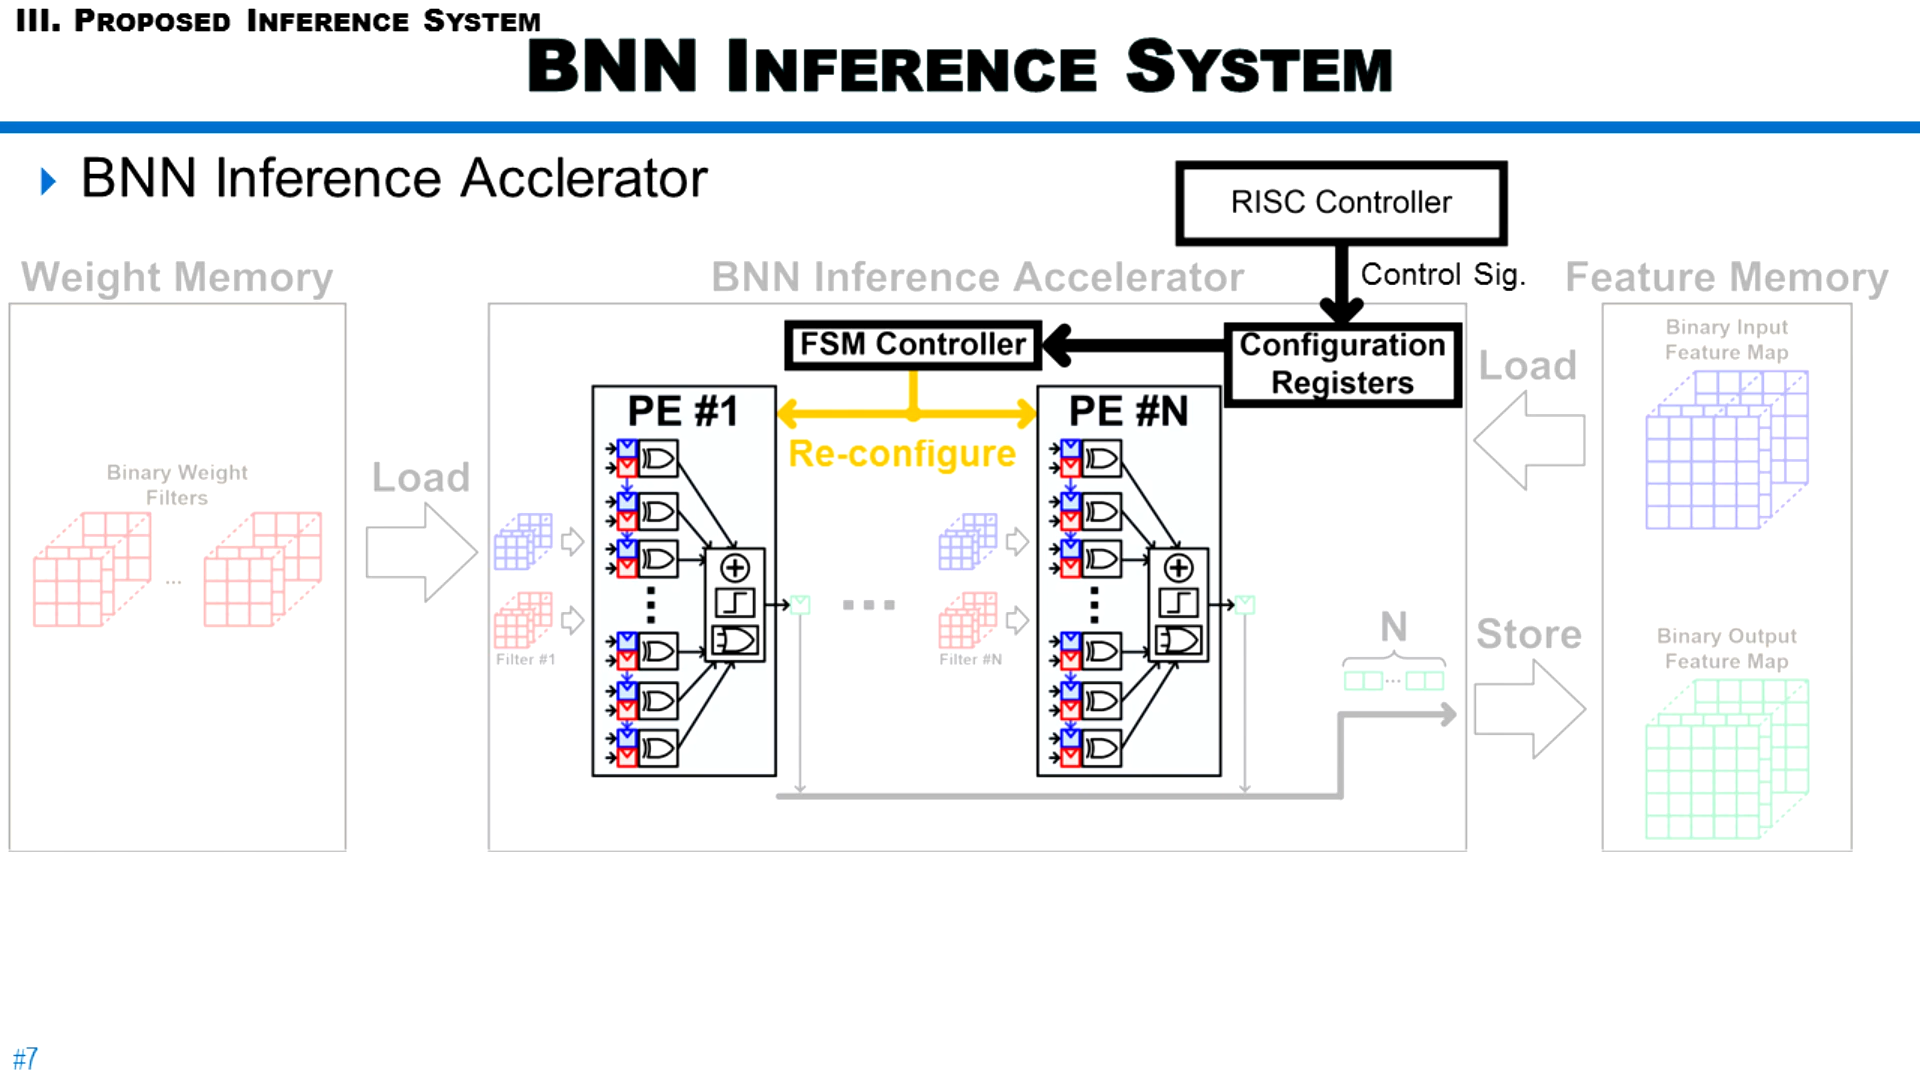 III. PROPOSED INFERENCE SYSTEM
BNN INFERENCE SYSTEM
BNN Inference Acclerator
RISC Controller
Control Sig.
Weight Memory
BNN Inference Accelerator
Feature Memory
FSM Controller
Configuration
Registers
Binary Input
Feature Map
Load
PE #1
PE #N
Re-configure
Binary Weight
Filters
Load
...
Filter #1
Filter #N
N
...
Store
Binary Output
Feature Map
#7